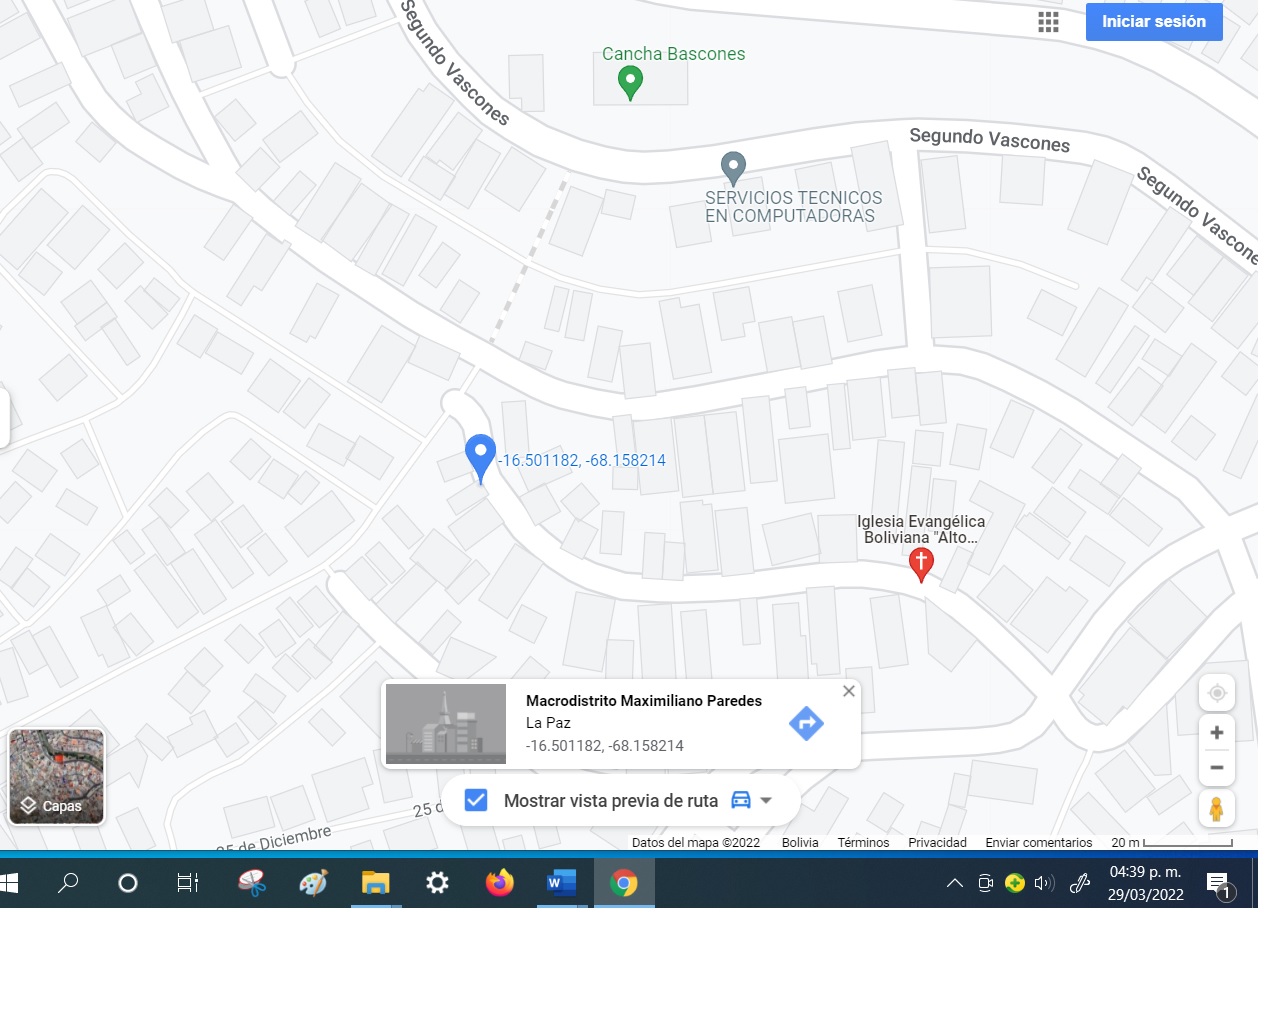 Segundo Vascones
Cancha Bascones
Iniciar sesión
Segundo Vascones
Segundo Vascone
SERVICIOS TECNICOS
EN COMPUTADORAS
-16.501182, -68.158214
Iglesia Evangélica
Boliviana "Alto...
Macrodistrito Maximiliano Paredes
La Paz
-16.501182, -68.158214
Capas
Mostrar vista previa de ruta
25 d
25 de Diciembre
Datos del mapa ©2022 Bolivia Términos Privacidad Enviar comentarios 20 m
04:39 p. m.
29/03/2022
1